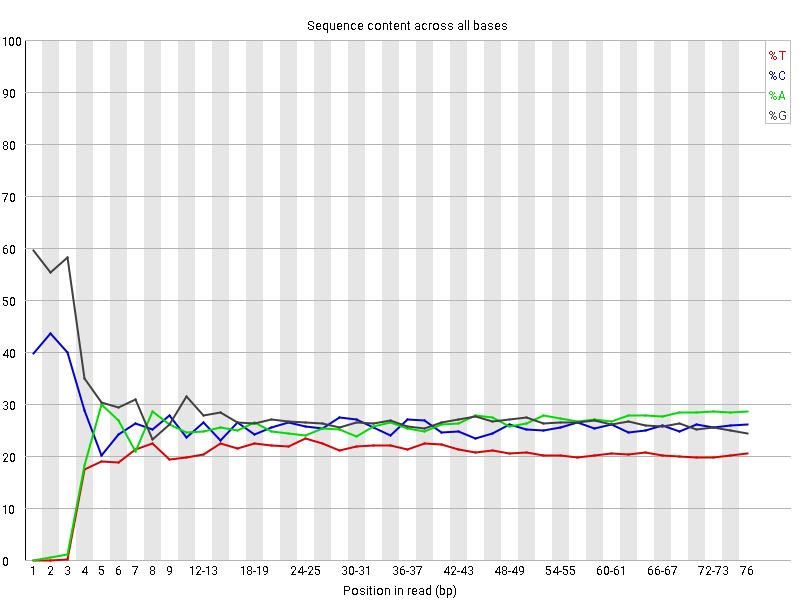 Sequence content across all bases
100
90
80
70
60
50
40
30
20
10
0
%T
%C
%A
%G
1 2 3 4 5 6 7 8 9 12-13 18-19 24-25 30-31 36-37 42-43 48-49 54-55 60-61 66-67 72-73 76
Position in read (bp)